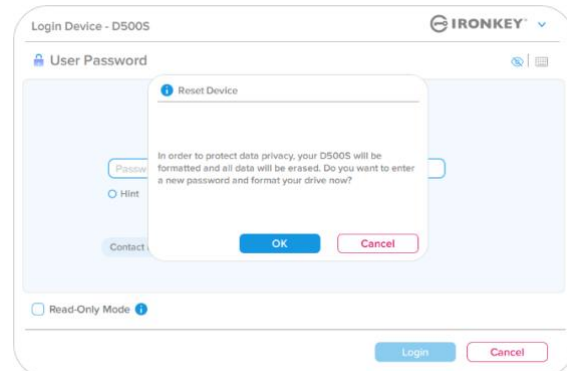 Login Device - D500S
IRONKEY
User Password
Reset Device
In order to protect data privacy, your D500S will be
formatted and all data will be erased. Do you want to enter
a new password and format your drive now?
Hint
Contact
OK
Cancel
Read-Only Mode
Login
Cancel